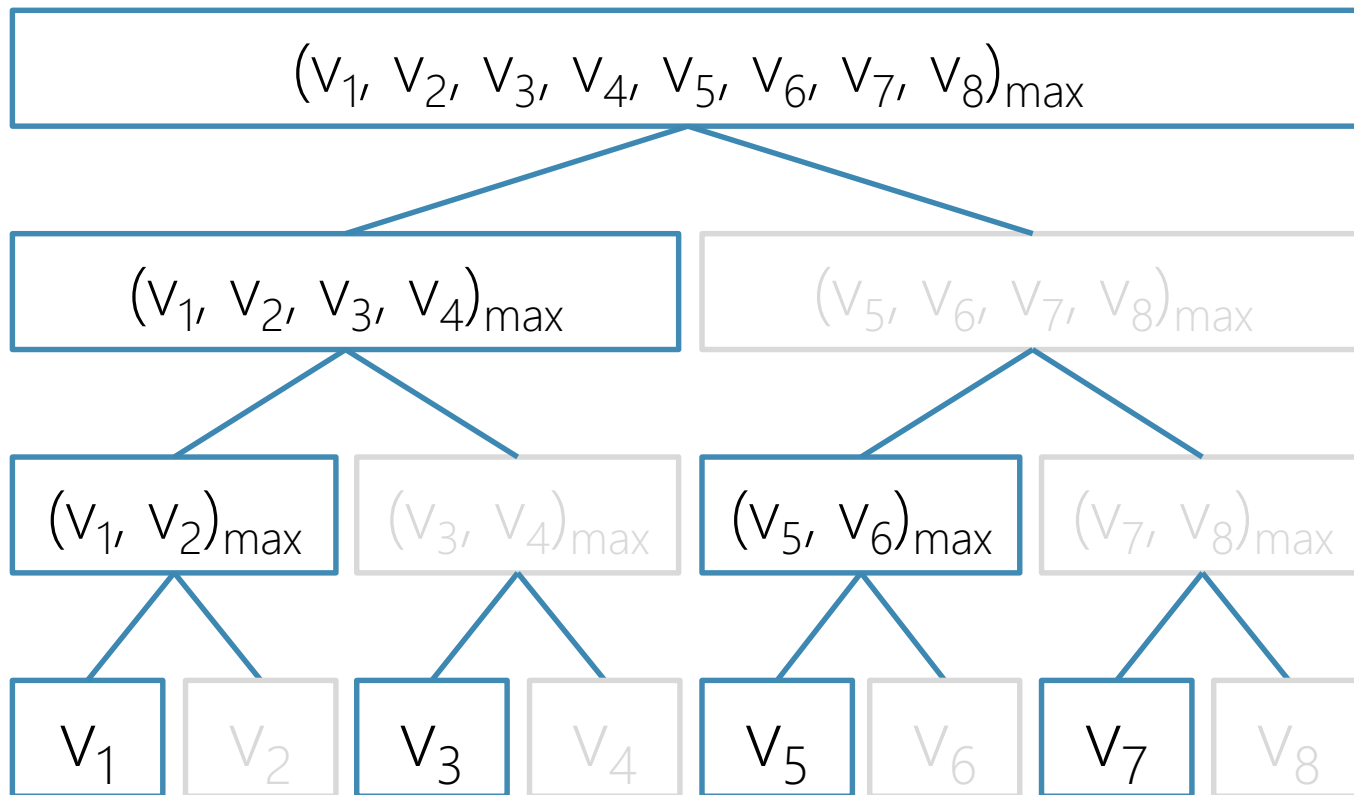 (v₁, v₂, v₃, v₄, v₅, v₆, v₇, v₈)max
(v₁, v₂, v₃, v₄)max
(v₅, v₆, v₇, v₈)max
(v₁, v₂)max
(v₃, v₄)max
(v₅, v₆)max
(v₇, v₈)max
v₁
v₂
v₃
v₄
v₅
v₆
v₇
v₈